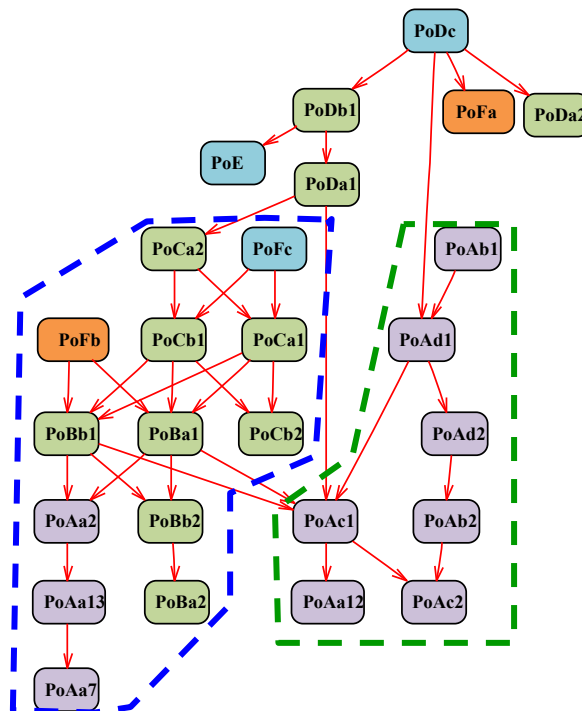 PoDc
PoDb1
PoFa
PoDa2
PoE
PoDa1
PoCa2
PoFc
PoAb1
PoFb
PoCb1
PoCa1
PoAd1
PoBb1
PoBa1
PoCb2
PoAd2
PoAa2
PoBb2
PoAc1
PoAb2
PoAa13
PoBa2
PoAa12
PoAc2
PoAa7